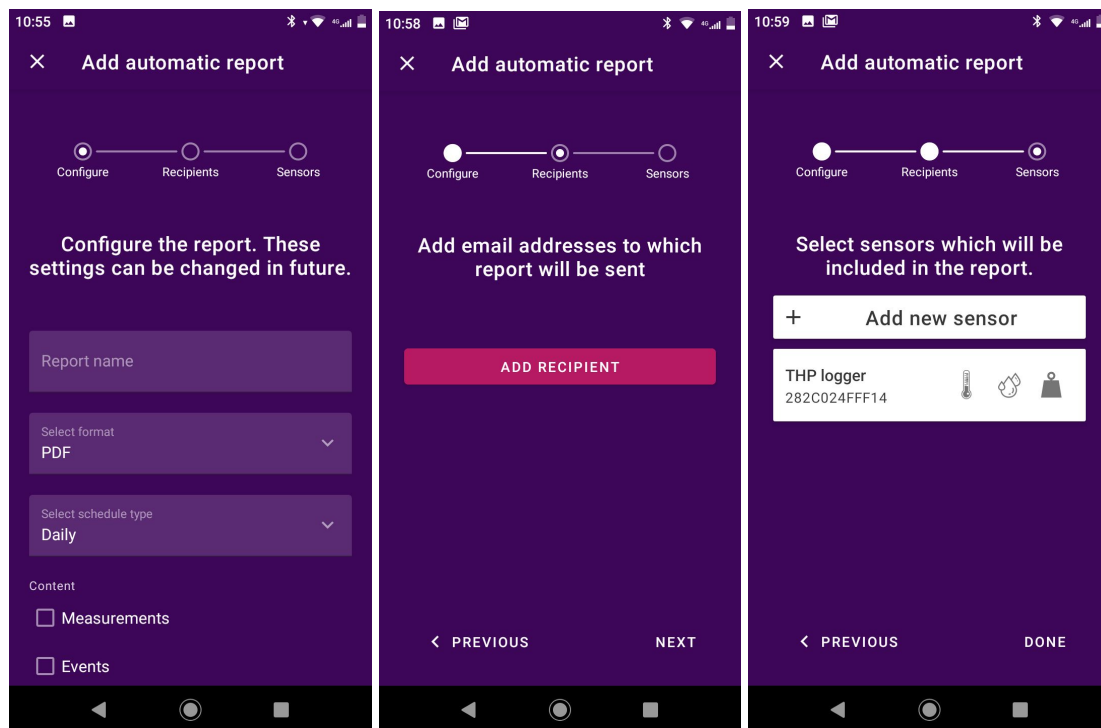 10:55
4G
Add automatic report
Configure Recipients Sensors
Configure the report. These
settings can be changed in future.
Report name
Select format
PDF
Select schedule type
Daily
Content
Measurements
Events
10:58
4G
Add automatic report
Configure Recipients Sensors
Add email addresses to which
report will be sent
ADD RECIPIENT
PREVIOUS NEXT
10:59
4G
Add automatic report
Configure Recipients Sensors
Select sensors which will be
included in the report.
+ Add new sensor
THP logger
282C024FFF14
PREVIOUS DONE